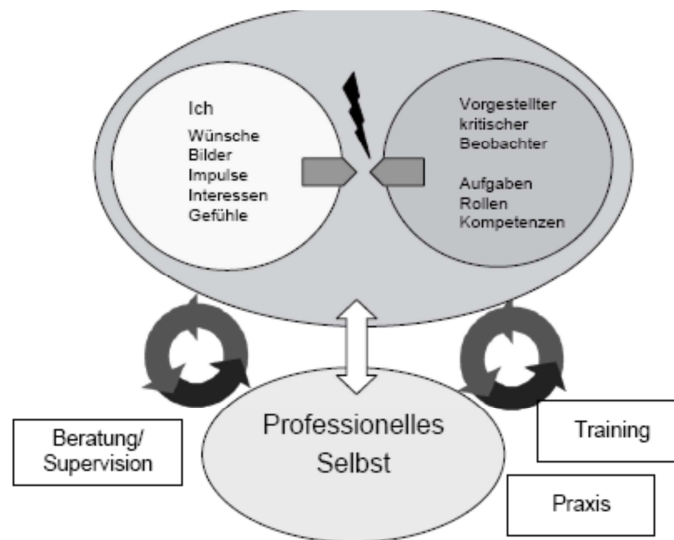 Ich
Wünsche
Bilder
Impulse
Interessen
Gefühle
Vorgestellter
kritischer
Beobachter
Aufgaben
Rollen
Kompetenzen
Professionelles
Selbst
Beratung/
Supervision
Training
Praxis